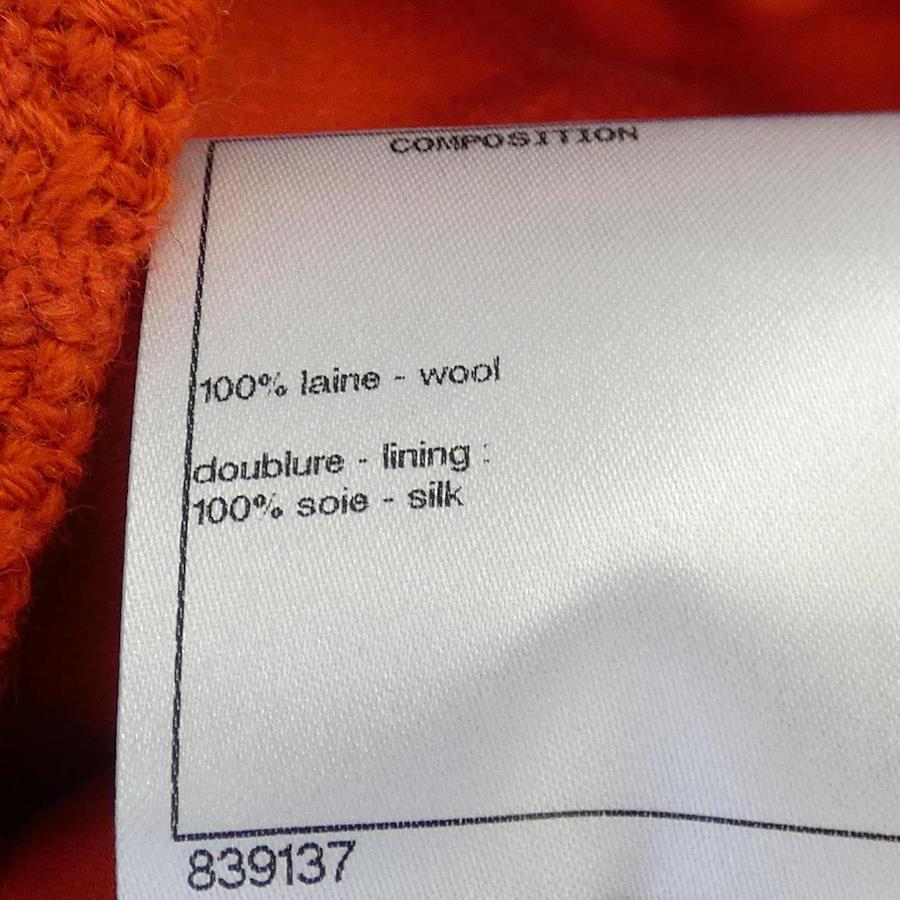 COMPOSITION
100% laine - wool
doublure - lining :
100% soie - silk
839137